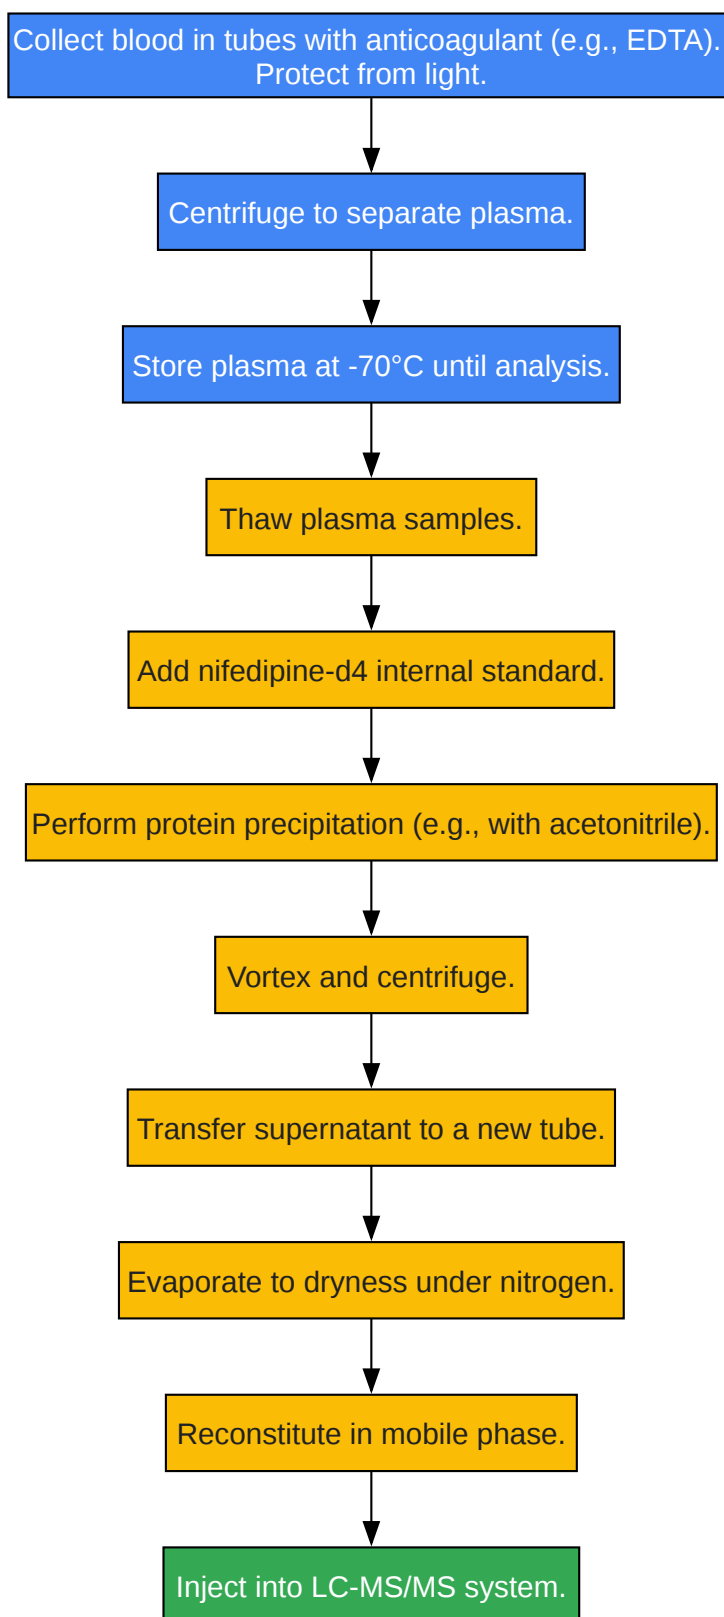 Collect blood in tubes with anticoagulant (e.g., EDTA).
Protect from light.
Centrifuge to separate plasma.
Store plasma at -70°C until analysis.
Thaw plasma samples.
Add nifedipine-d4 internal standard.
Perform protein precipitation (e.g., with acetonitrile).
Vortex and centrifuge.
Transfer supernatant to a new tube.
Evaporate to dryness under nitrogen.
Reconstitute in mobile phase.
Inject into LC-MS/MS system.